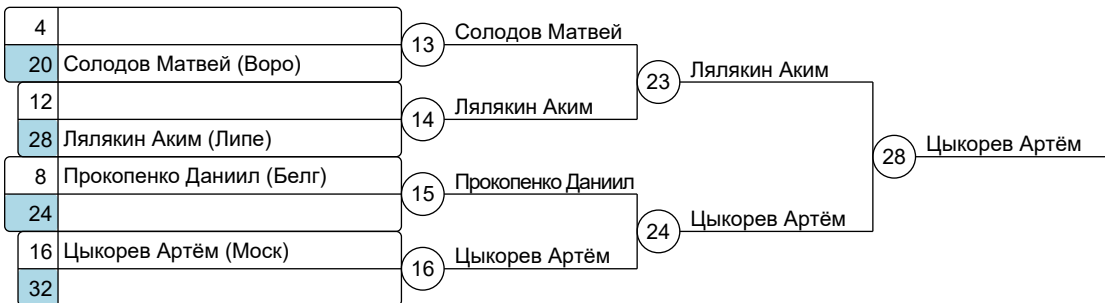 4
20 Солодов Матвей (Воро)
12
28 Лялякин Аким (Липе)
8 Прокопенко Даниил (Белг)
24
16 Цыкорев Артём (Моск)
32
13 Солодов Матвей
14 Лялякин Аким
15 Прокопенко Даниил
16 Цыкорев Артём
23 Лялякин Аким
24 Цыкорев Артём
28 Цыкорев Артём